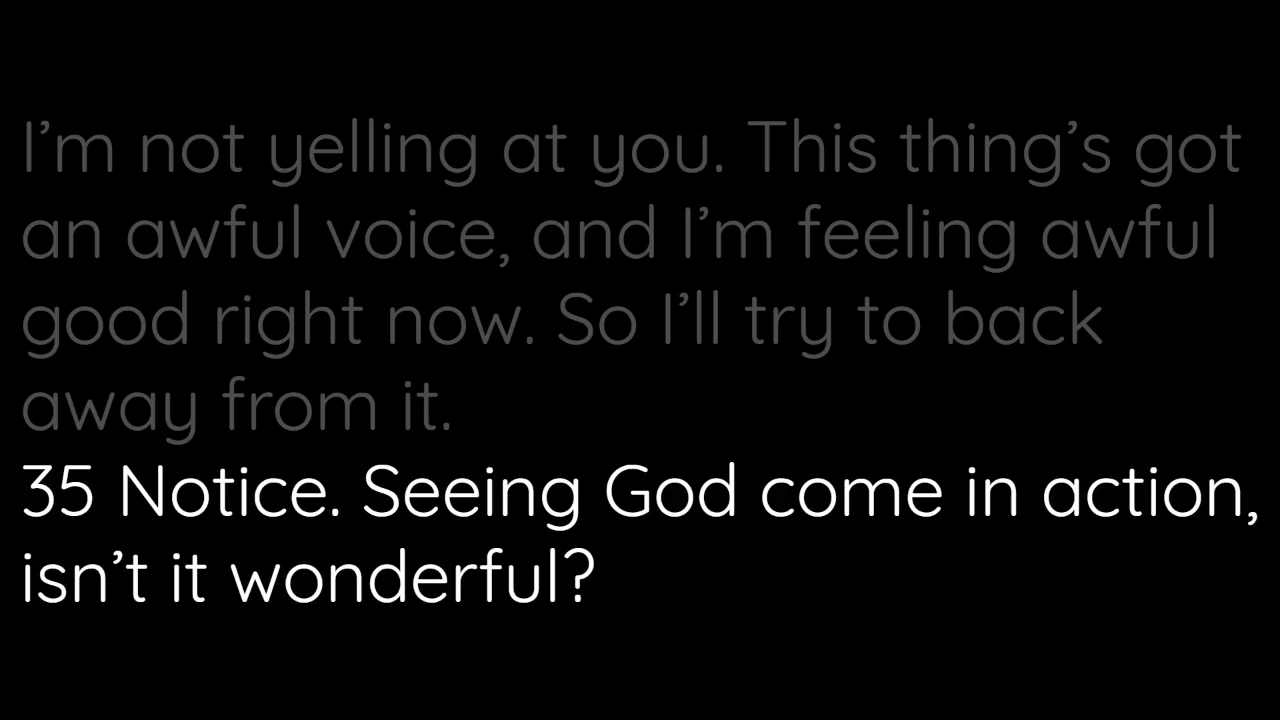 I’m not yelling at you. This thing’s got
an awful voice, and I’m feeling awful
good right now. So I’ll try to back
away from it.
35 Notice. Seeing God come in action,
isn’t it wonderful?